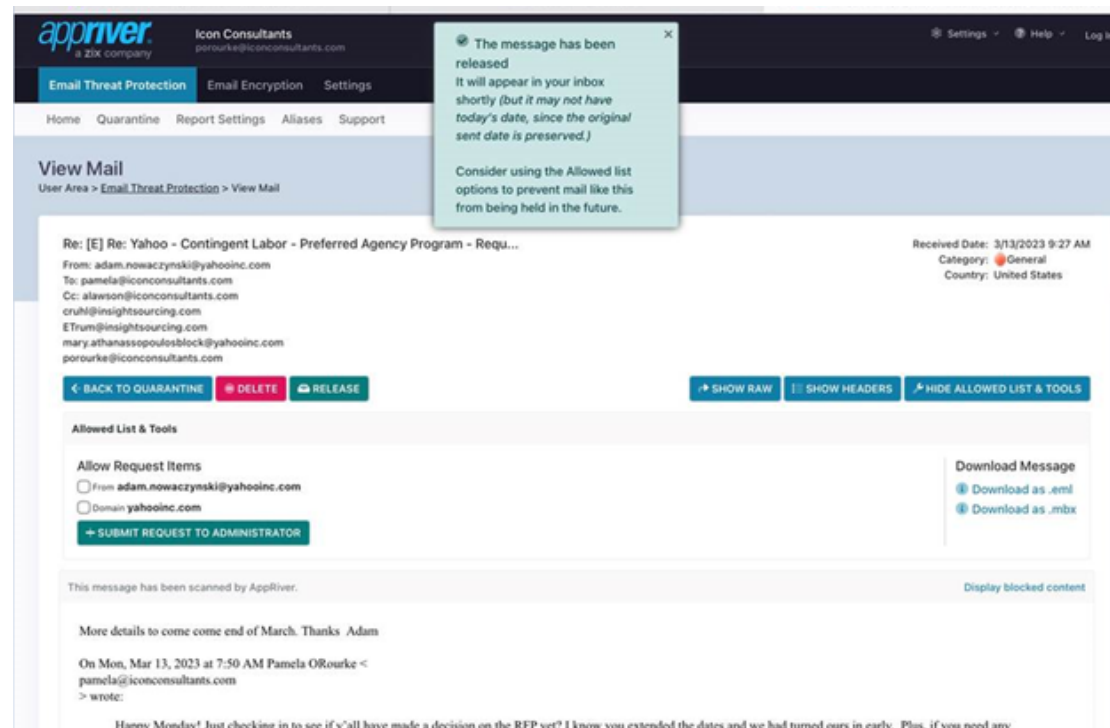 appriver
a zix company
Icon Consultants
porourke@iconconsultants.com
Settings
Help
Log In
Email Threat Protection
Email Encryption
Settings
Home
Quarantine
Report Settings
Aliases
Support
The message has been
released
It will appear in your inbox
shortly (but it may not have
today's date, since the original
sent date is preserved.)
Consider using the Allowed list
options to prevent mail like this
from being held in the future.
View Mail
User Area > Email Threat Protection > View Mail
Re: [E] Re: Yahoo - Contingent Labor - Preferred Agency Program - Requ...
From: adam.nowaczynski@yahooinc.com
To: pamela@iconconsultants.com
Cc: alawson@iconconsultants.com
cruhl@insightsourcing.com
ETrum@insightsourcing.com
mary.athanassopoulosblock@yahooinc.com
porourke@iconconsultants.com
Received Date: 3/13/2023 9:27 AM
Category: General
Country: United States
BACK TO QUARANTINE
DELETE
RELEASE
SHOW RAW
SHOW HEADERS
HIDE ALLOWED LIST & TOOLS
Allowed List & Tools
Allow Request Items
From adam.nowaczynski@yahooinc.com
Domain yahooinc.com
+ SUBMIT REQUEST TO ADMINISTRATOR
Download Message
Download as .eml
Download as .mbx
This message has been scanned by AppRiver.
Display blocked content
More details to come come end of March. Thanks Adam
On Mon, Mar 13, 2023 at 7:50 AM Pamela ORourke <
pamela@iconconsultants.com
> wrote:
Happy Monday! Just checking in to see if y'all have made a decision on the RFP yet? I know you extended the dates and we had turned ours in early. Plus, if you need any